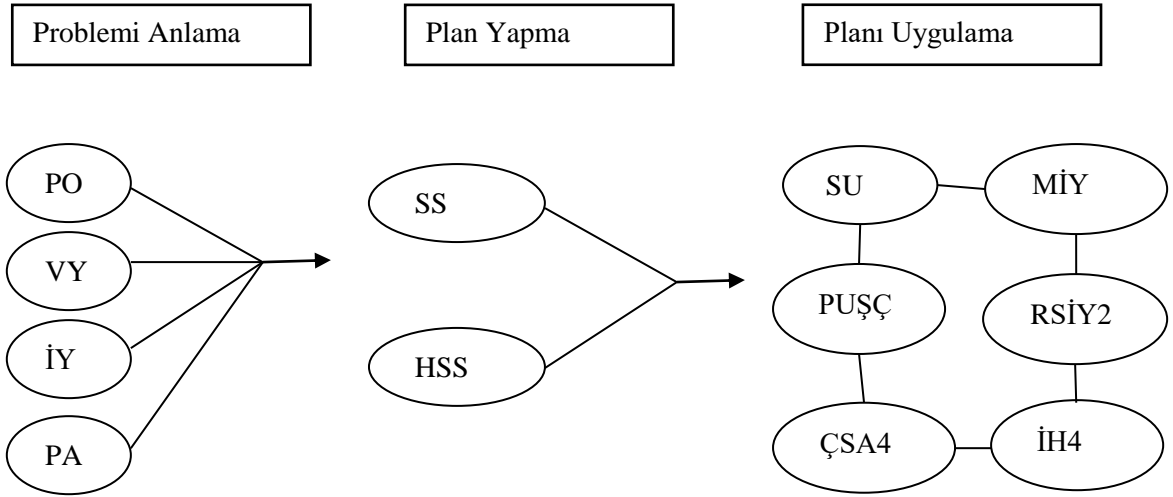 Problemi Anlama
Plan Yapma
Planı Uygulama
PO
VY
İY
PA
SS
HSS
SU
MİY
PUŞÇ
RSİY2
ÇSA4
İH4